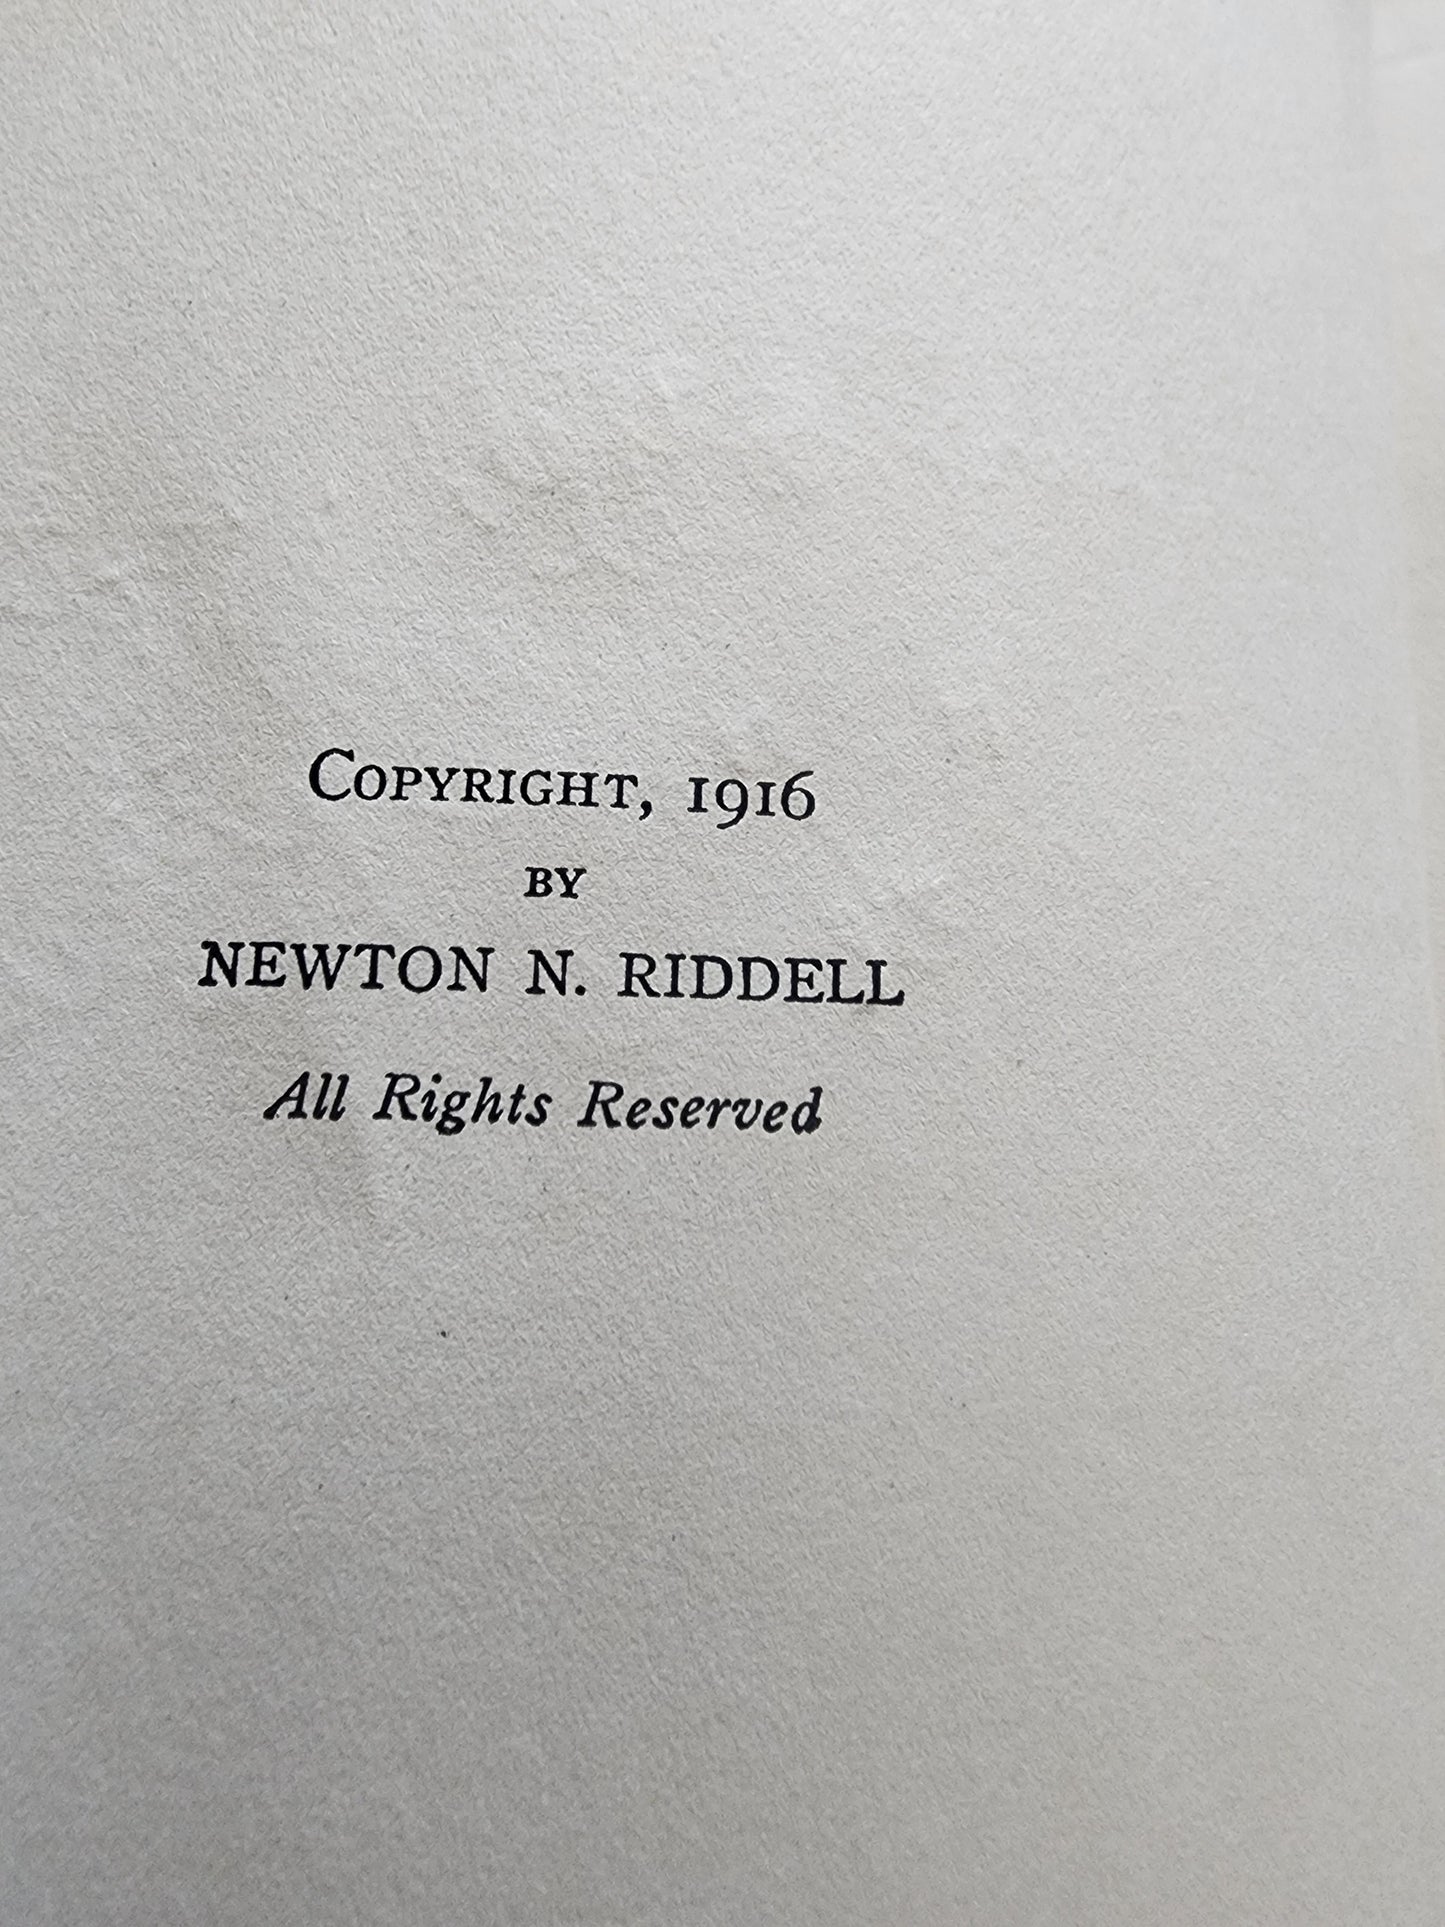 Copyright, 1916
BY
NEWTON N. RIDDELL
All Rights Reserved